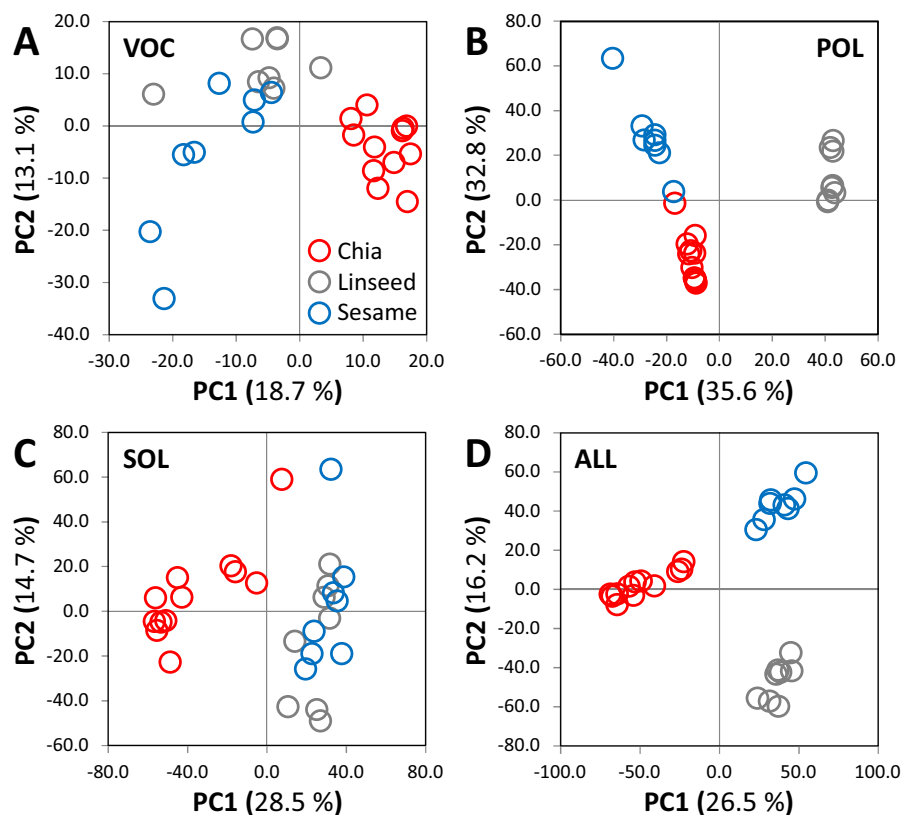 A
VOC
20.0
10.0
0.0
-10.0
-20.0
-30.0
-40.0
PC2 (13.1 %)
Chia
Linseed
Sesame
-30.0 -20.0 -10.0 0.0 10.0 20.0
PC1 (18.7 %)
B
POL
80.0
60.0
40.0
20.0
0.0
-20.0
-40.0
-60.0
PC2 (32.8 %)
-60.0 -40.0 -20.0 0.0 20.0 40.0 60.0
PC1 (35.6 %)
C
SOL
80.0
60.0
40.0
20.0
0.0
-20.0
-40.0
-60.0
PC2 (14.7 %)
-80.0 -40.0 0.0 40.0 80.0
PC1 (28.5 %)
D
ALL
80.0
60.0
40.0
20.0
0.0
-20.0
-40.0
-60.0
-80.0
PC2 (16.2 %)
-100.0 -50.0 0.0 50.0 100.0
PC1 (26.5 %)